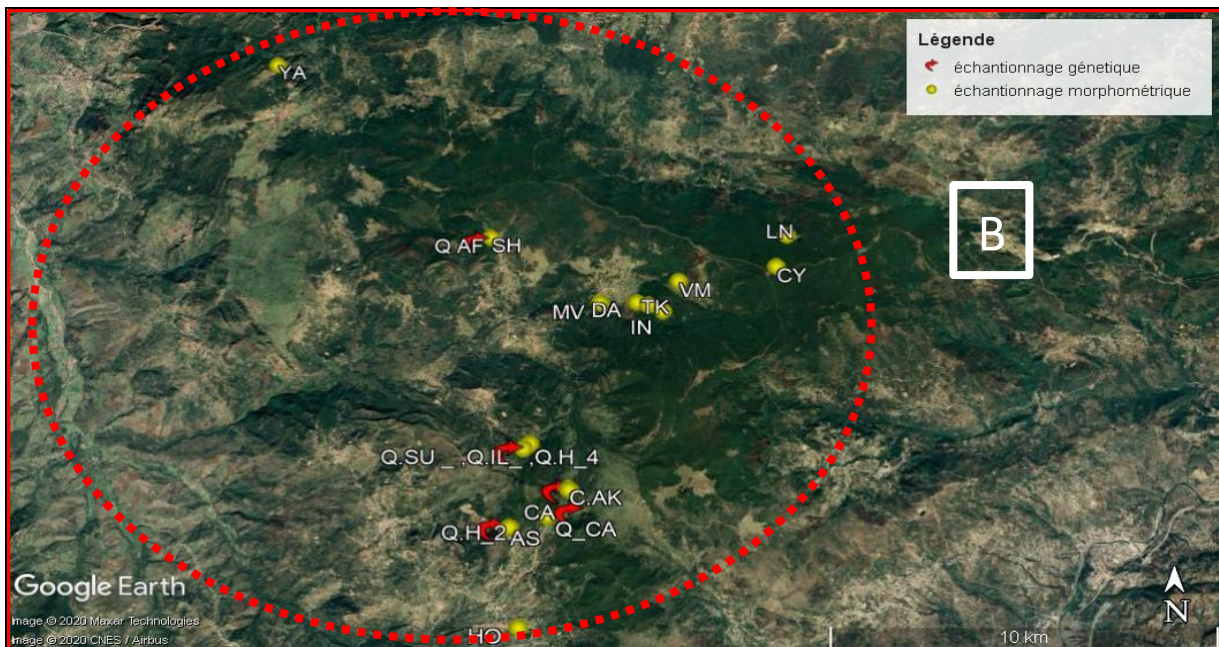 Légende
échantionnage génetique
échantionnage morphométrique
YA
B
Q AF SH
LN
CY
VM
MV DA TK
IN
Q.SU _ ,Q.IL_ ,Q.H_4
C.AK
CA
Q.H_2 AS Q_CA
HO
Google Earth
Image © 2020 Maxar Technologies
Image © 2020 CNES / Airbus
N
10 km